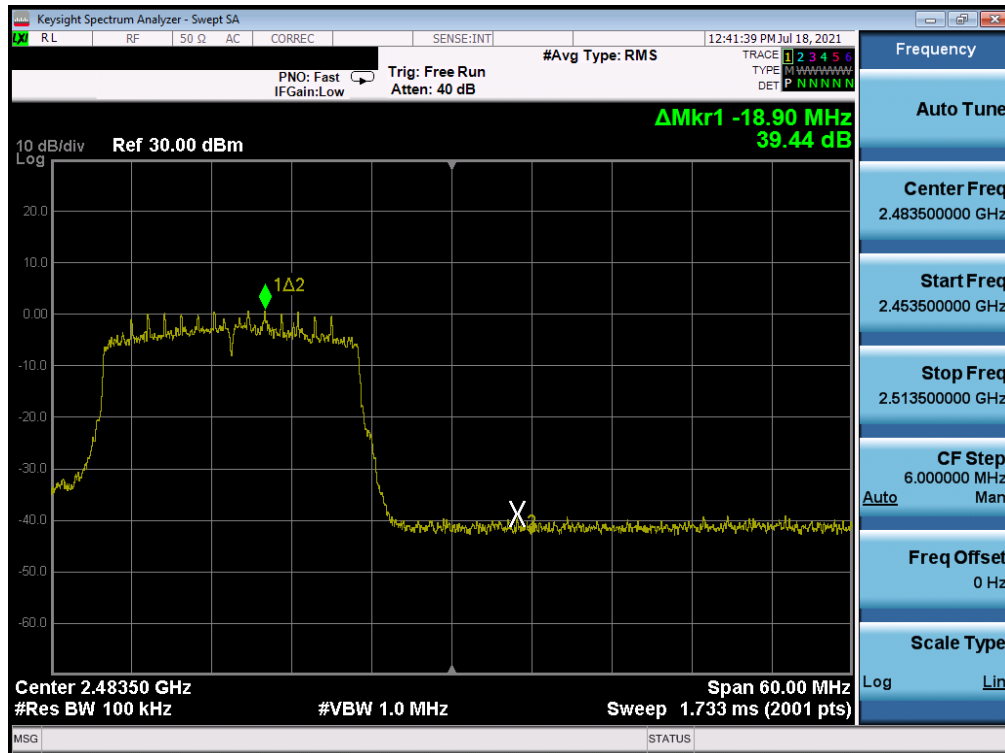 Keysight Spectrum Analyzer - Swept SA
LXI RL RF 50 Ω AC CORREC SENSE:INT 12:41:39 PM Jul 18, 2021
#Avg Type: RMS
TRACE 1 2 3 4 5 6
PNO: Fast Trig: Free Run
TYPE M WWWWW
IFGain:Low Atten: 40 dB
DET P N N N N N
ΔMkr1 -18.90 MHz
39.44 dB
10 dB/div Ref 30.00 dBm
Log
20.0
10.0
1Δ2
0.00
-10.0
-20.0
-30.0
-40.0
X2
-50.0
-60.0
Center 2.48350 GHz Span 60.00 MHz
#Res BW 100 kHz #VBW 1.0 MHz Sweep 1.733 ms (2001 pts)
MSG STATUS
Frequency
Auto Tune
Center Freq
2.483500000 GHz
Start Freq
2.453500000 GHz
Stop Freq
2.513500000 GHz
CF Step
6.000000 MHz
Auto Man
Freq Offset
0 Hz
Scale Type
Log Lin